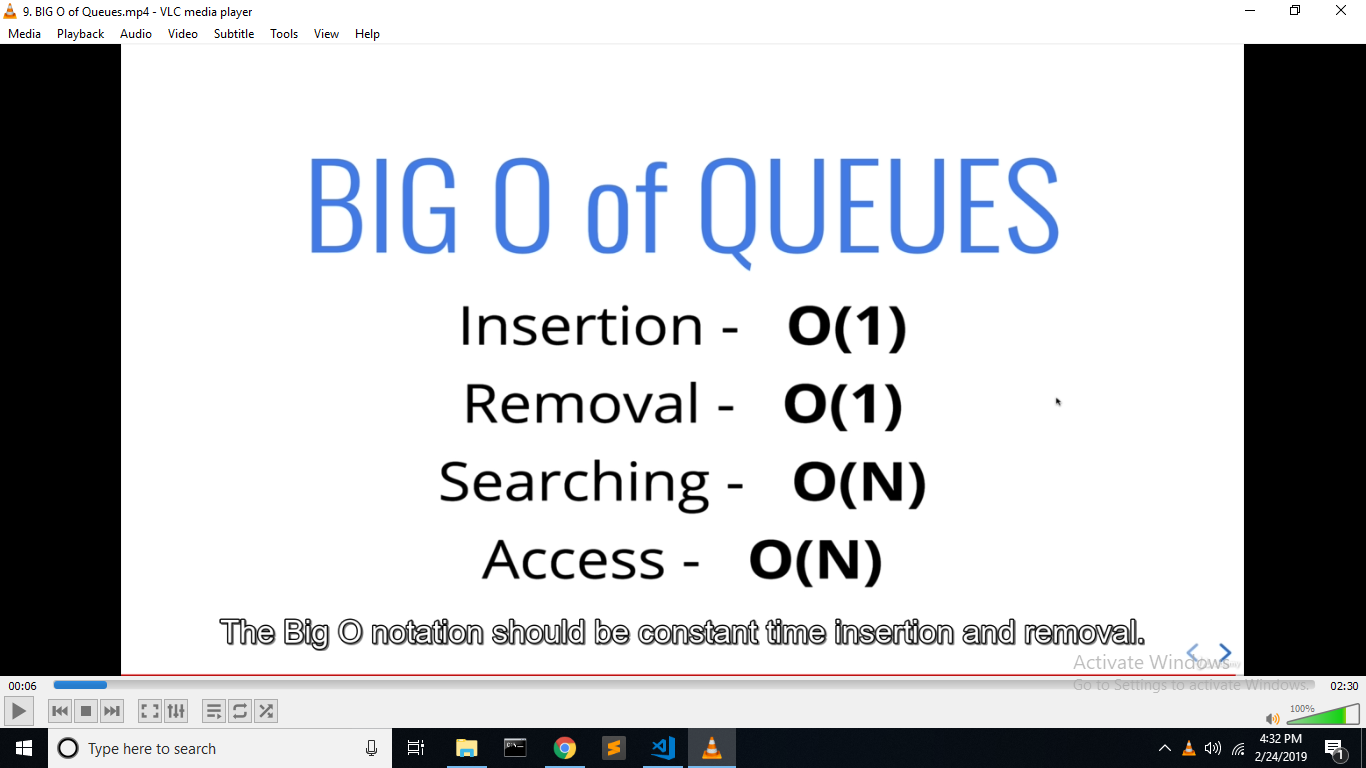 9. BIG O of Queues.mp4 - VLC media player
Media Playback Audio Video Subtitle Tools View Help
BIG O of QUEUES
Insertion - O(1)
Removal - O(1)
Searching - O(N)
Access - O(N)
The Big O notation should be constant time insertion and removal.
Activate Windows
Go to Settings to activate Windows.
00:06 02:30
100%
Type here to search
4:32 PM
2/24/2019
1